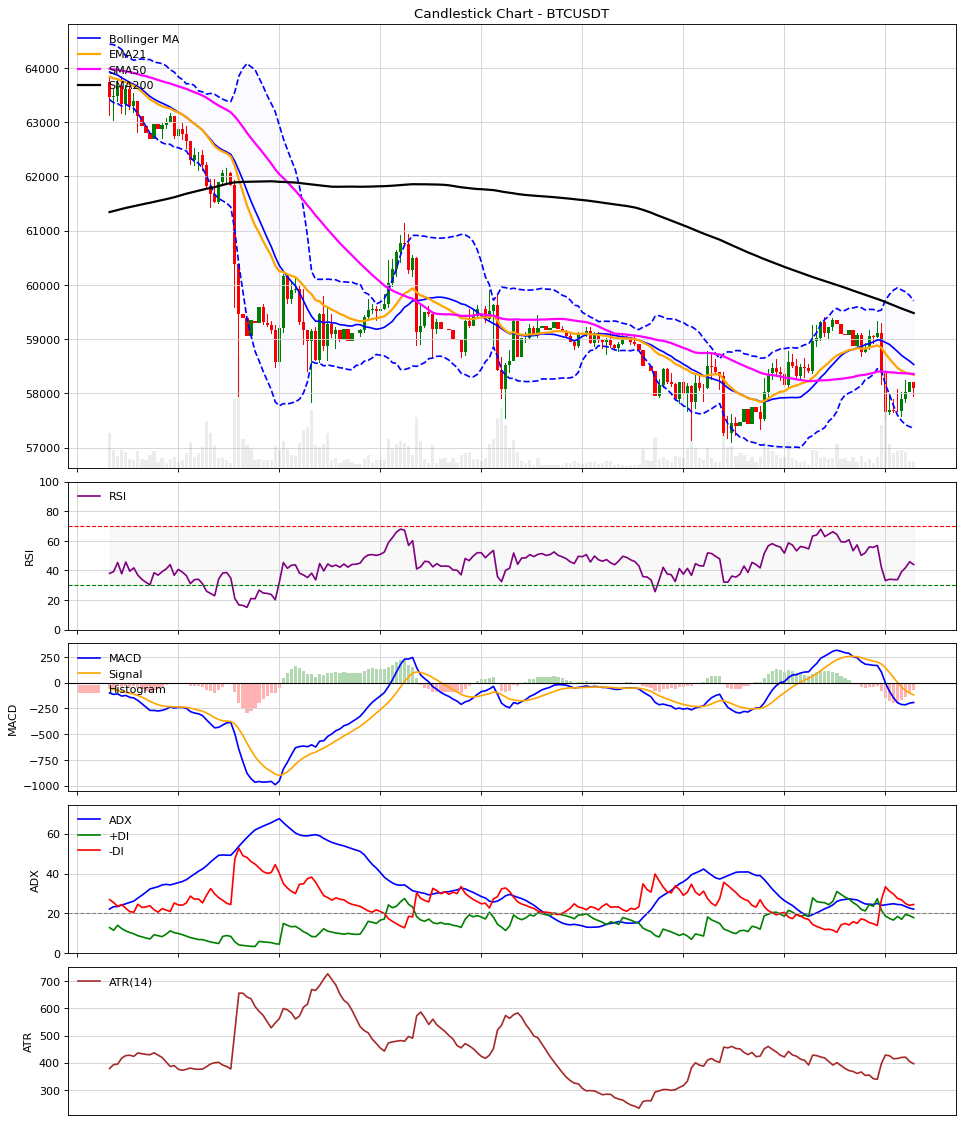 Candlestick Chart - BTCUSDT
Bollinger MA
EMA21
SMA50
SMA200
64000
63000
62000
61000
60000
59000
58000
57000
RSI
100
80
60
40
20
0
RSI
MACD
Signal
Histogram
250
0
−250
−500
−750
−1000
MACD
ADX
+DI
-DI
60
40
20
0
ADX
ATR(14)
700
600
500
400
300
ATR